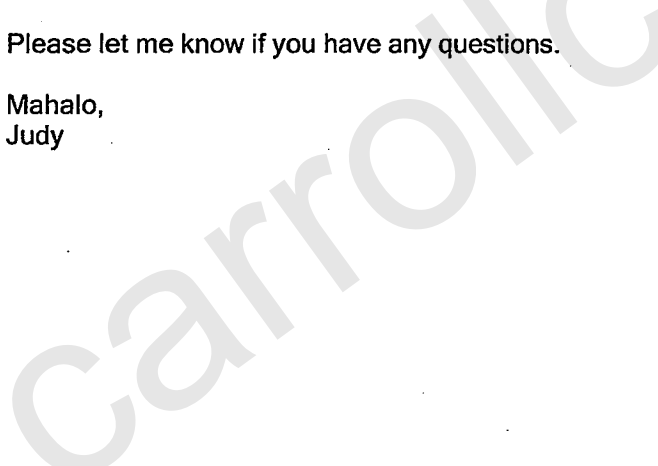 Please let me know if you have any questions.
Mahalo,
Judy
carrollc